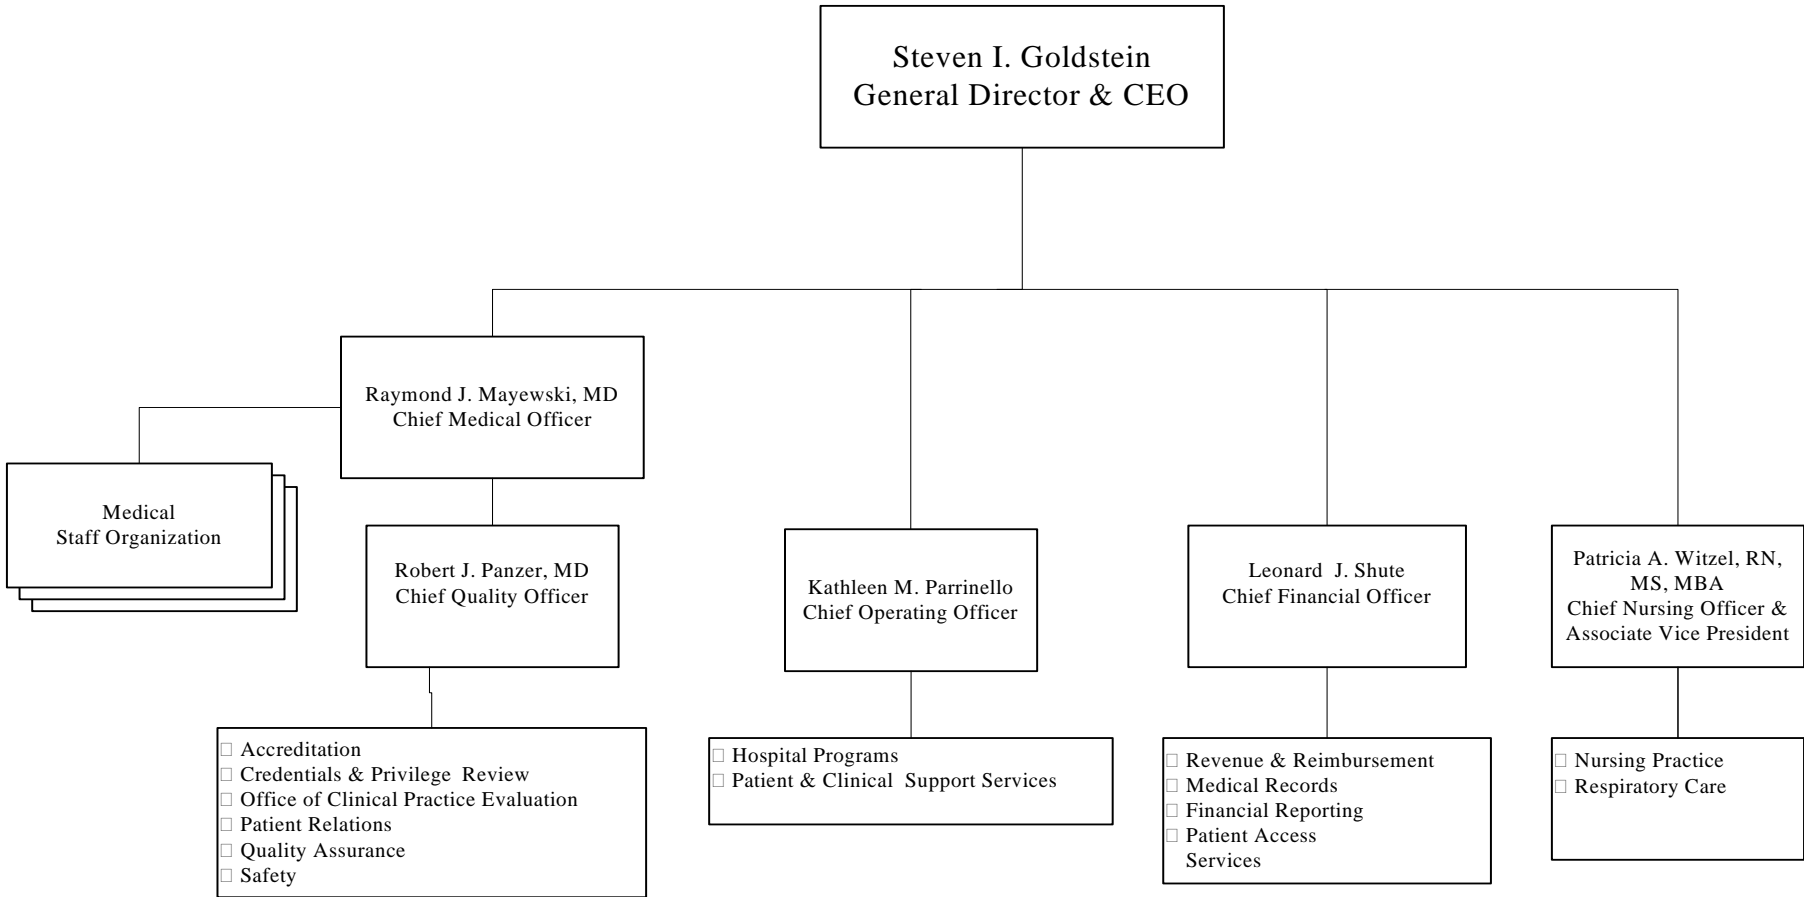 Steven I. Goldstein
General Director & CEO
Raymond J. Mayewski, MD
Chief Medical Officer
Medical
Staff Organization
Robert J. Panzer, MD
Chief Quality Officer
Kathleen M. Parrinello
Chief Operating Officer
Leonard J. Shute
Chief Financial Officer
Patricia A. Witzel, RN,
MS, MBA
Chief Nursing Officer &
Associate Vice President
Accreditation
Credentials & Privilege Review
Office of Clinical Practice Evaluation
Patient Relations
Quality Assurance
Safety
Hospital Programs
Patient & Clinical Support Services
Revenue & Reimbursement
Medical Records
Financial Reporting
Patient Access
Services
Nursing Practice
Respiratory Care